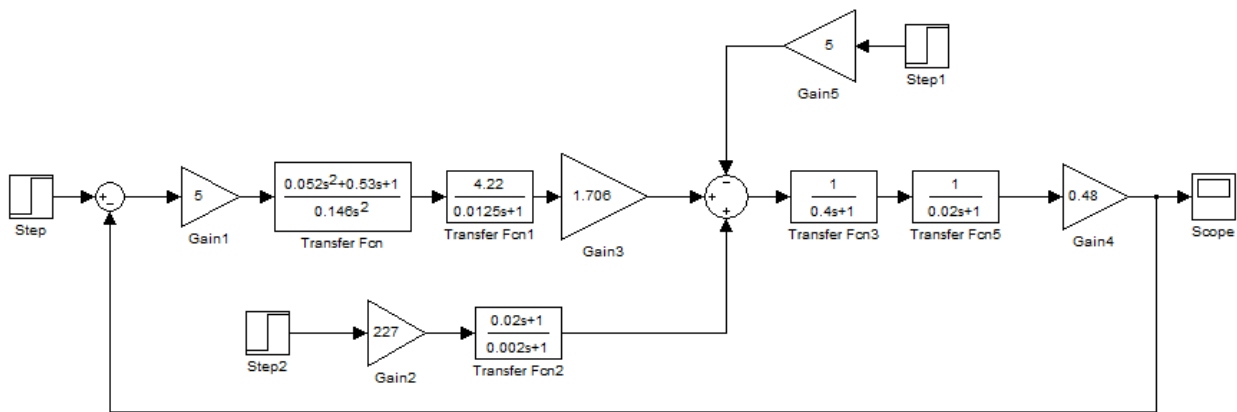 5
Gain5
Step1
Step
+
−
5
Gain1
0.052s²+0.53s+1
0.146s²
Transfer Fcn
4.22
0.0125s+1
Transfer Fcn1
1.706
Gain3
−
+
+
1
0.4s+1
Transfer Fcn3
1
0.02s+1
Transfer Fcn5
0.48
Gain4
Scope
Step2
227
Gain2
0.02s+1
0.002s+1
Transfer Fcn2